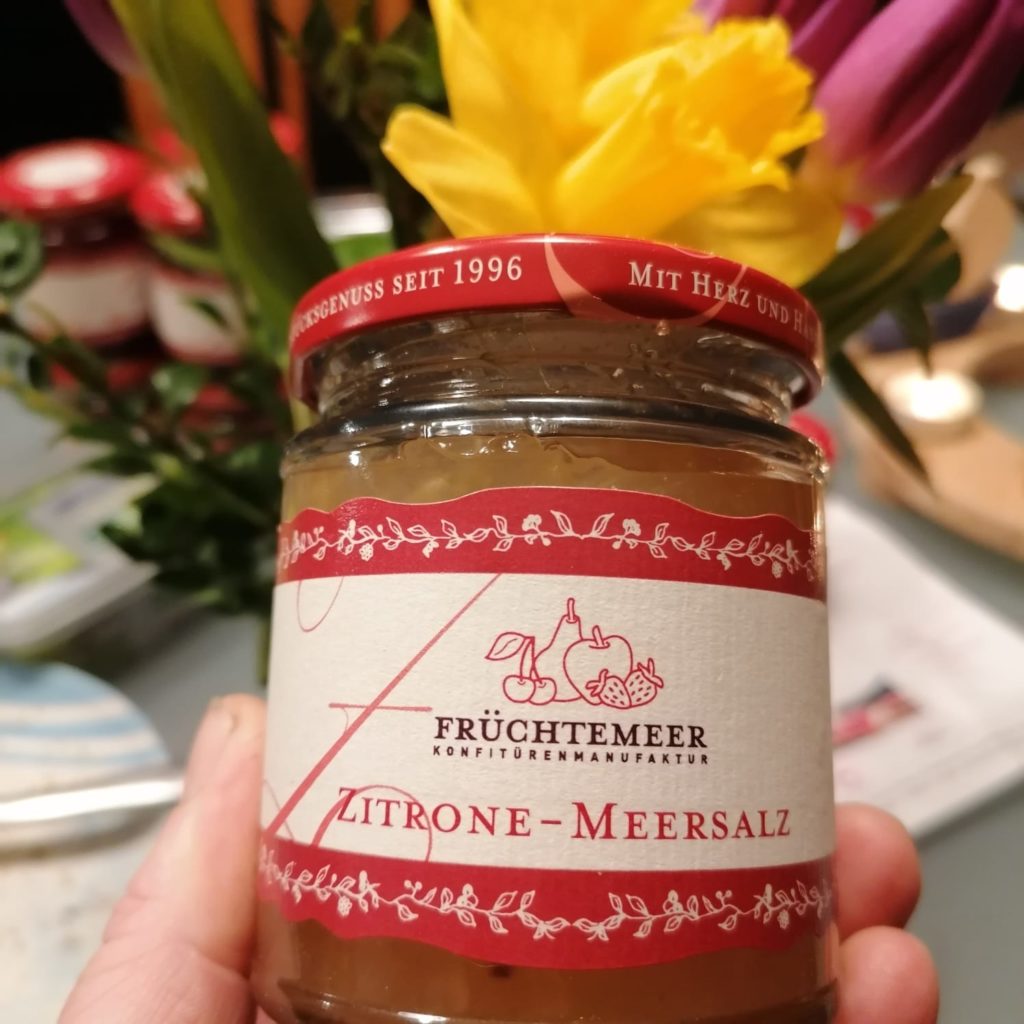 SEIT 1996
MIT HERZ UND
FRÜCHTEMEER
KONFITÜRENMANUFAKTUR
ZITRONE – MEERSALZ